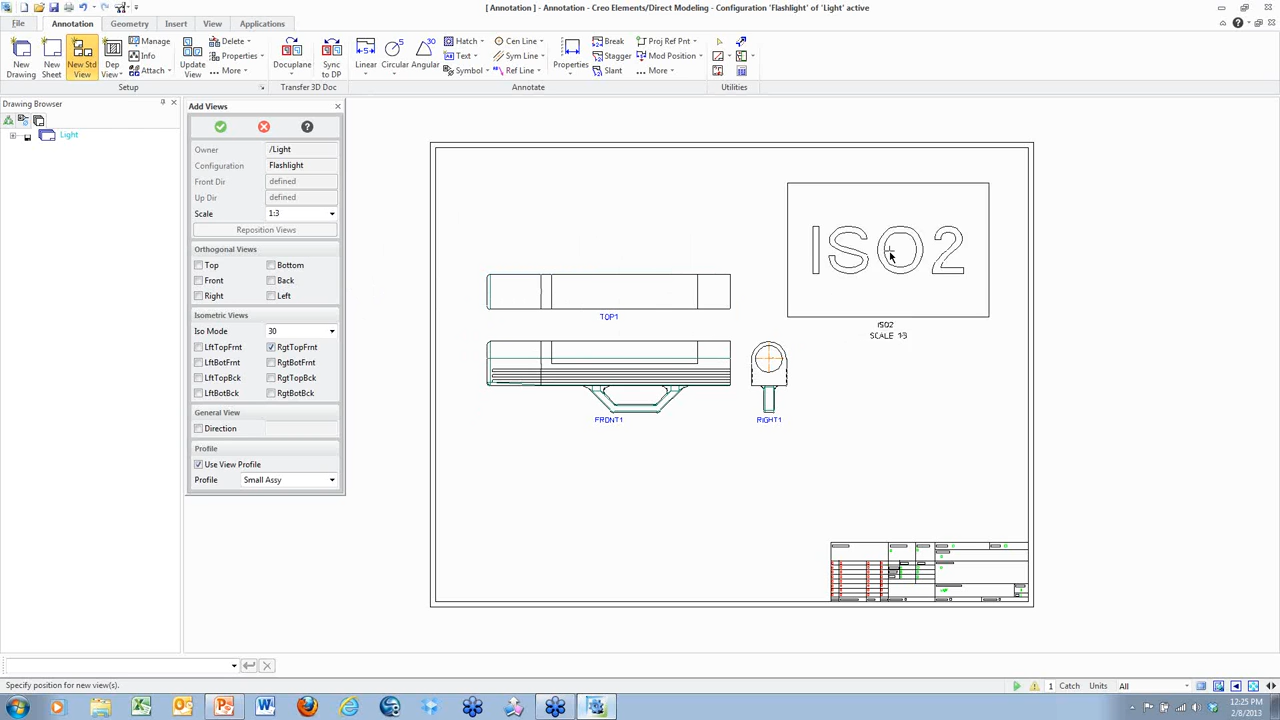 [ Annotation ] - Annotation - Creo Elements/Direct Modeling - Configuration 'Flashlight' of 'Light' active
File Annotation Geometry Insert View Applications
New Drawing
New Sheet
New Std View
Dep View
Manage
Info
Attach
Update View
Delete
Properties
More
Setup
Docuplane
Sync to DP
Transfer 3D Doc
Linear
Circular
Angular
Hatch
Text
Symbol
Cen Line
Sym Line
Ref Line
Annotate
Properties
Break
Stagger
Slant
Proj Ref Pnt
Mod Position
More
Utilities
Drawing Browser
Light
Add Views
Owner /Light
Configuration Flashlight
Front Dir defined
Up Dir defined
Scale 1:3
Reposition Views
Orthogonal Views
Top Bottom
Front Back
Right Left
Isometric Views
Iso Mode 30
LftTopFrnt RgtTopFrnt
LftBotFrnt RgtBotFrnt
LftTopBck RgtTopBck
LftBotBck RgtBotBck
General View
Direction
Profile
Use View Profile
Profile Small Assy
ISO2
ISO2
SCALE 1:3
TOP1
FRONT1
RIGHT1
Specify position for new view(s).
1 Catch Units All
12:25 PM
2/8/2013